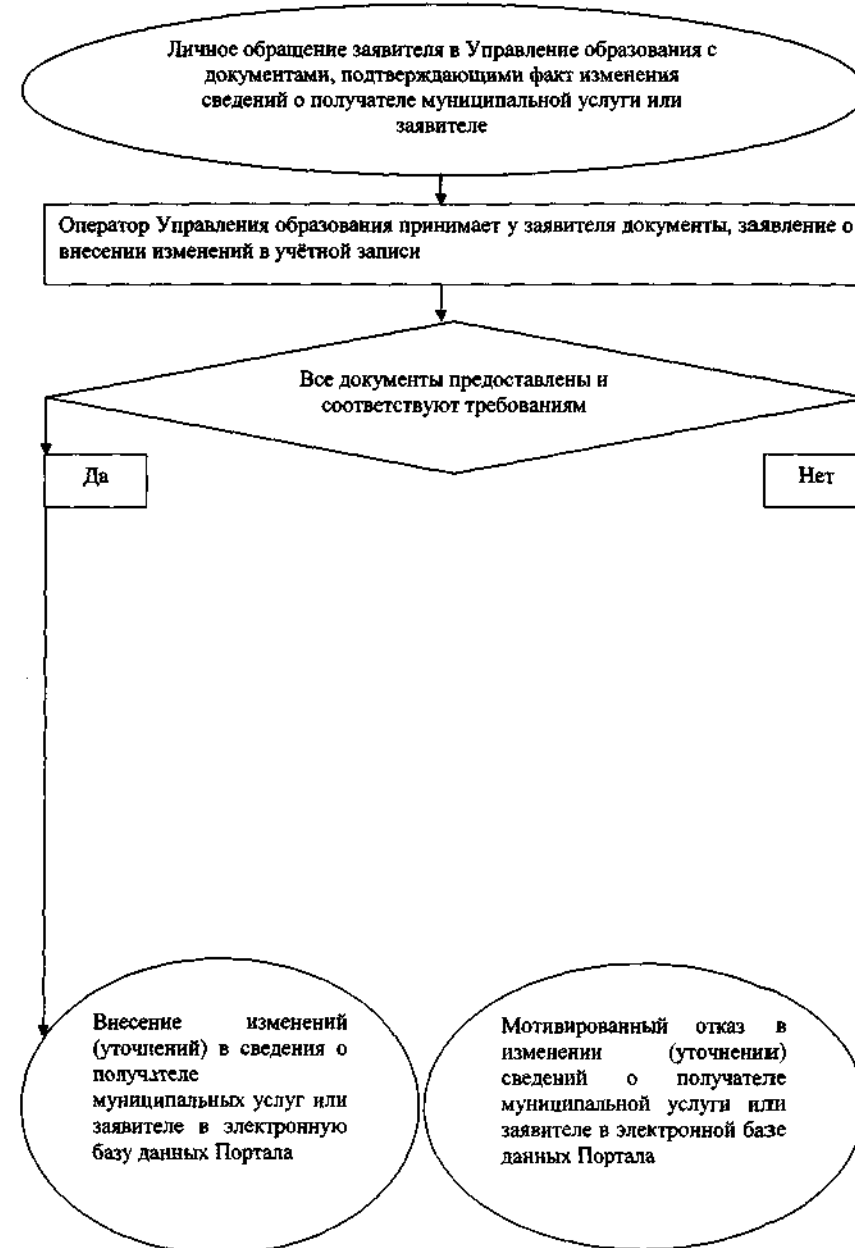 Личное обращение заявителя в Управление образования с
документами, подтверждающими факт изменения
сведений о получателе муниципальной услуги или
заявителе
Оператор Управления образования принимает у заявителя документы, заявление о
внесении изменений в учётной записи
Все документы предоставлены и
соответствуют требованиям
Да
Нет
Внесение изменений
(уточнений) в сведения о
получателе
муниципальных услуг или
заявителе в электронную
базу данных Портала
Мотивированный отказ в
изменении (уточнении)
сведений о получателе
муниципальной услуги или
заявителе в электронной базе
данных Портала